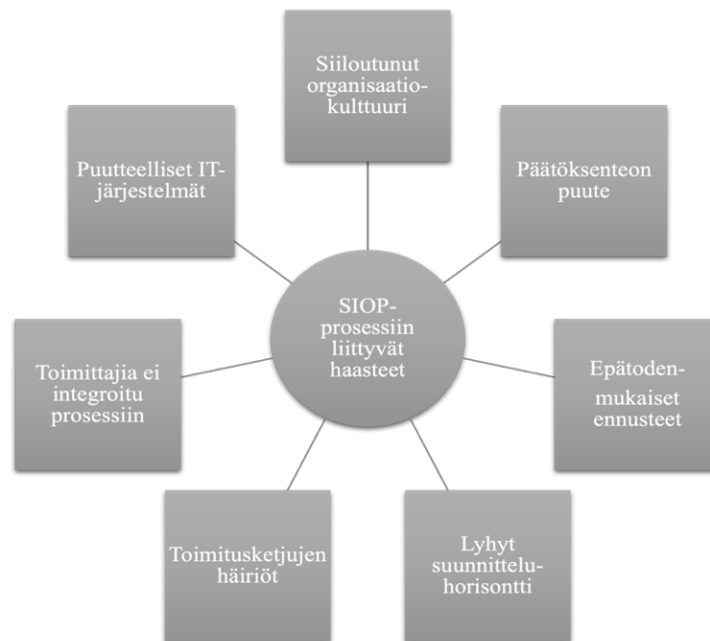 Siiloutunut
organisaatio-
kulttuuri
Puutteelliset IT-
järjestelmät
Päätöksenteon
puute
SIOP-
prosessiin
liittyvät
haasteet
Toimittajia ei
integroitu
prosessiin
Epätoden-
mukaiset
ennusteet
Toimitusketjujen
häiriöt
Lyhyt
suunnittelu-
horisontti